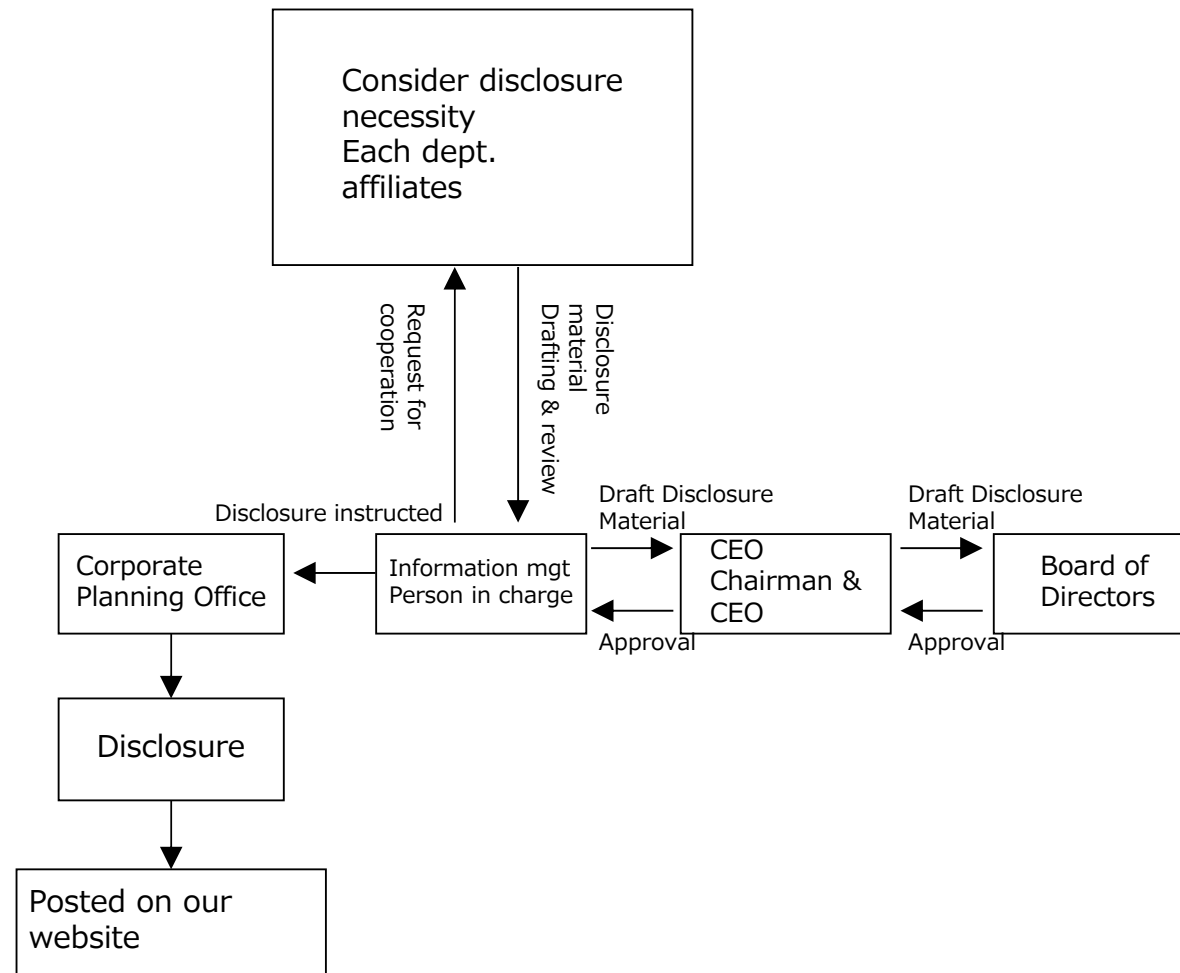 Consider disclosure
necessity
Each dept.
affiliates
Request for
cooperation
Disclosure
material
Drafting & review
Disclosure instructed
Draft Disclosure
Material
Draft Disclosure
Material
Corporate
Planning Office
Information mgt
Person in charge
CEO
Chairman &
CEO
Board of
Directors
Approval
Approval
Disclosure
Posted on our
website